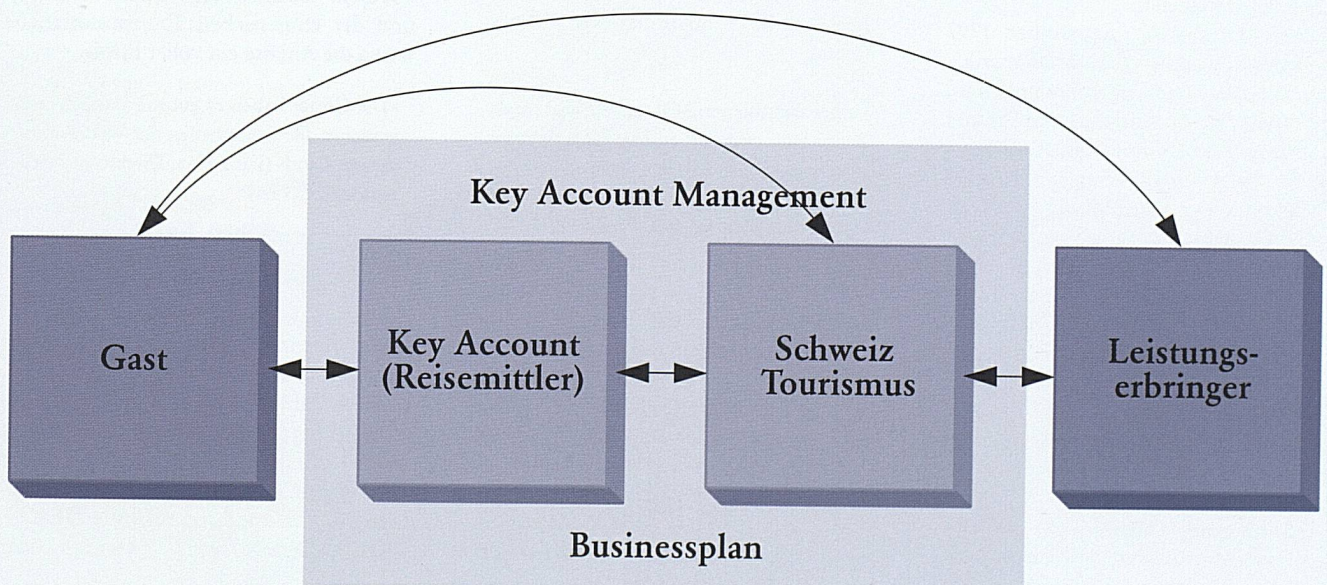 Key Account Management
Gast
Key Account
(Reisemittler)
Schweiz
Tourismus
Leistungs-
erbringer
Businessplan